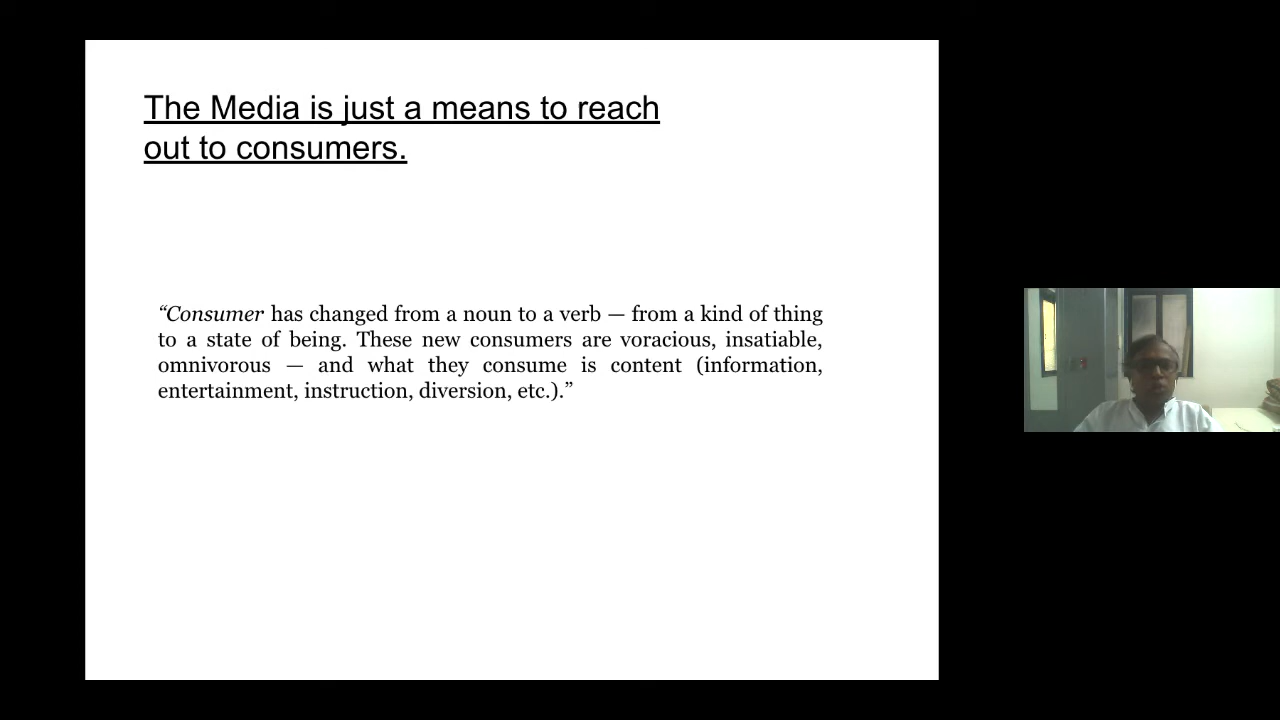 The Media is just a means to reach
out to consumers.
“Consumer has changed from a noun to a verb — from a kind of thing
to a state of being. These new consumers are voracious, insatiable,
omnivorous — and what they consume is content (information,
entertainment, instruction, diversion, etc.).”